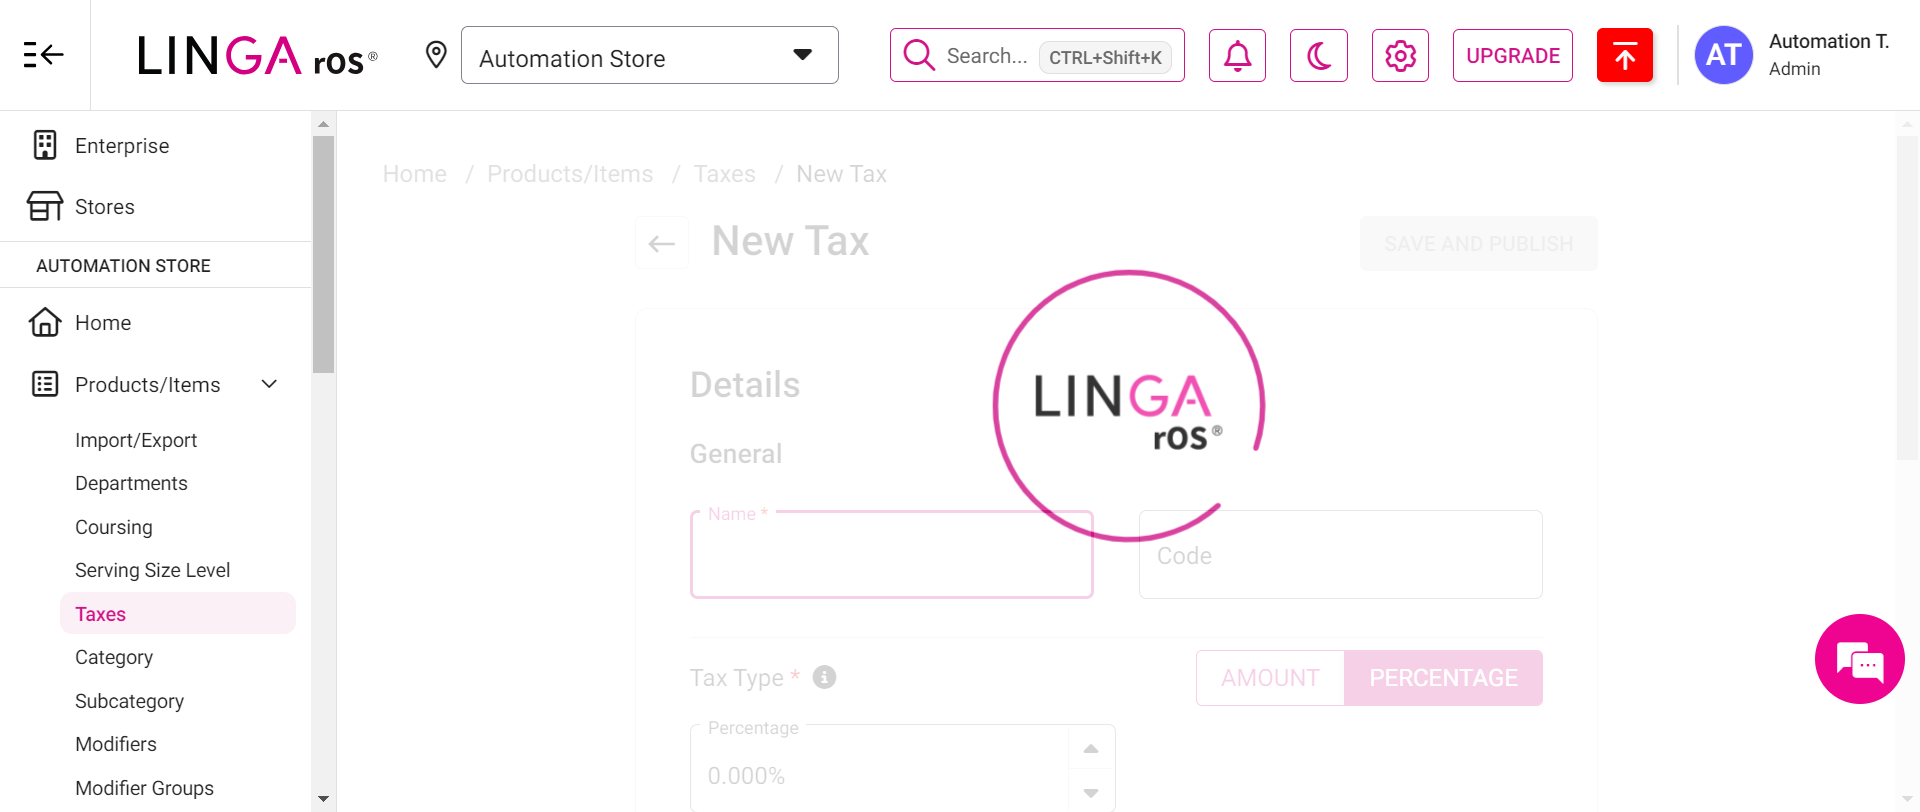 LINGA ros®
Automation Store
Search... CTRL+Shift+K
UPGRADE
AT
Automation T.
Admin
Enterprise
Stores
AUTOMATION STORE
Home
Products/Items
Import/Export
Departments
Coursing
Serving Size Level
Taxes
Category
Subcategory
Modifiers
Modifier Groups
Home / Products/Items / Taxes / New Tax
New Tax
SAVE AND PUBLISH
LINGA
ros®
Details
General
Name *
Code
Tax Type *
AMOUNT PERCENTAGE
Percentage
0.000%